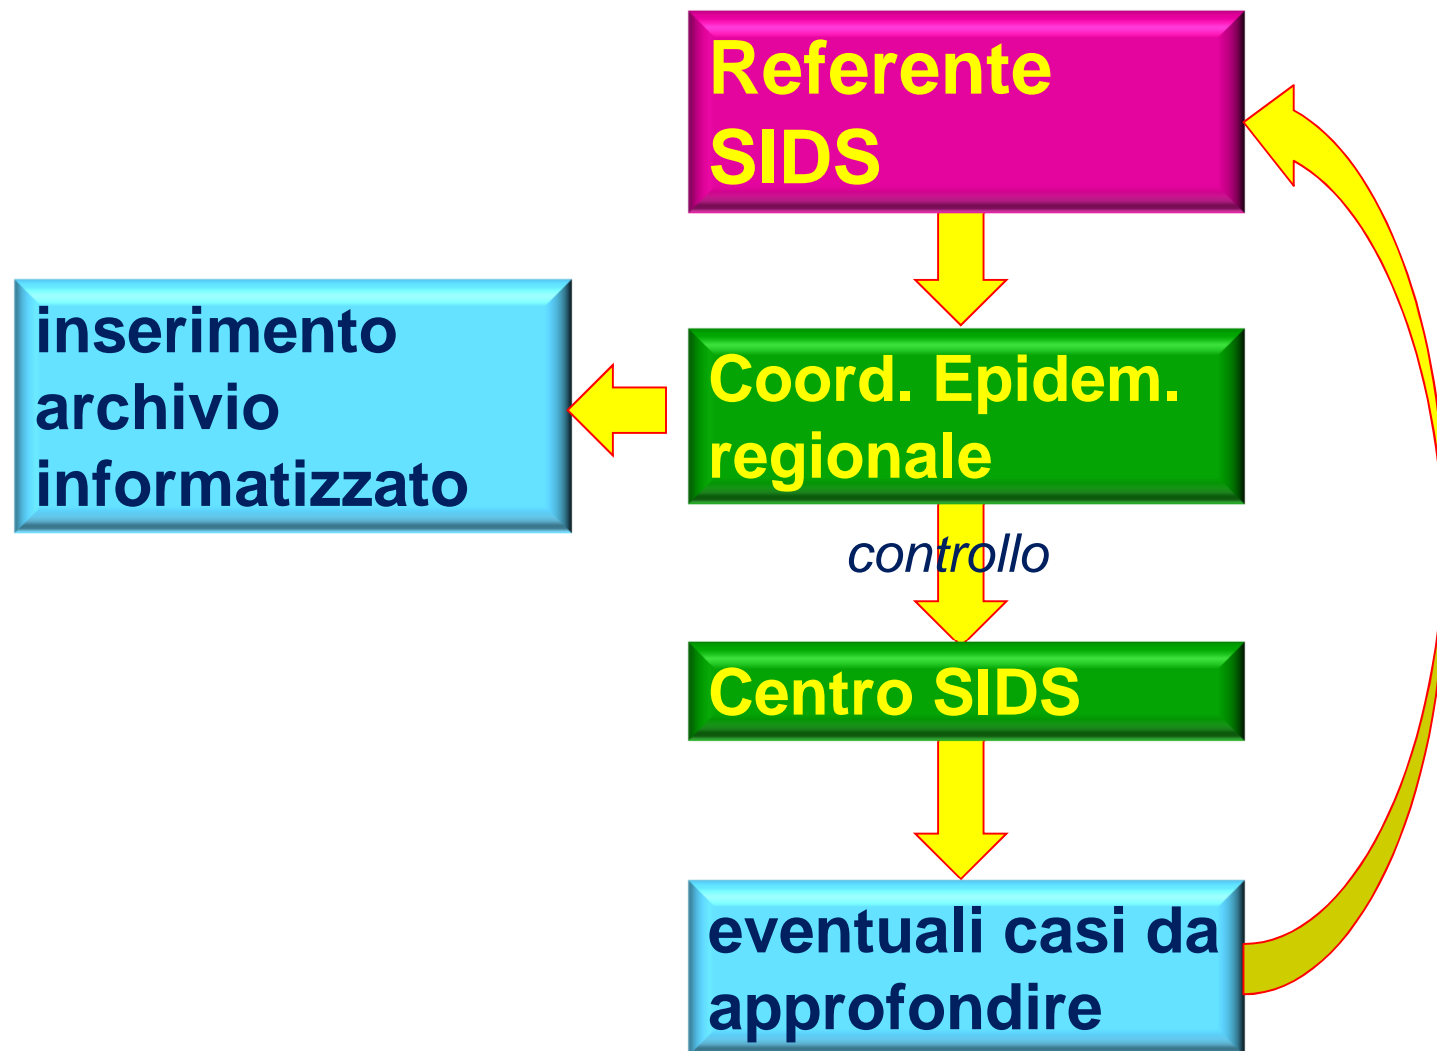 Referente
SIDS
inserimento
archivio
informatizzato
Coord. Epidem.
regionale
controllo
Centro SIDS
eventuali casi da
approfondire